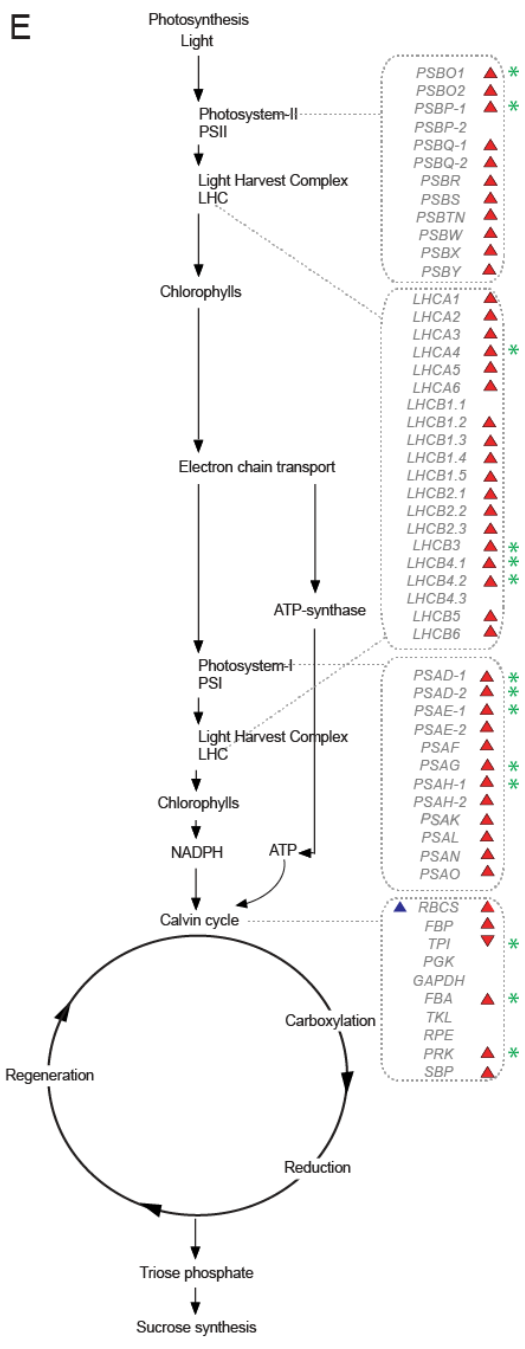 E
Photosynthesis
Light
Photosystem-II
PSII
Light Harvest Complex
LHC
Chlorophylls
Electron chain transport
ATP-synthase
Photosystem-I
PSI
Light Harvest Complex
LHC
Chlorophylls
NADPH
ATP
Calvin cycle
Carboxylation
Regeneration
Reduction
Triose phosphate
Sucrose synthesis
PSBO1 *
PSBO2
PSBP-1 *
PSBP-2
PSBQ-1
PSBQ-2
PSBR
PSBS
PSBTN
PSBW
PSBX
PSBY
LHCA1
LHCA2
LHCA3
LHCA4 *
LHCA5
LHCA6
LHCB1.1
LHCB1.2
LHCB1.3
LHCB1.4
LHCB1.5
LHCB2.1
LHCB2.2
LHCB2.3
LHCB3 *
LHCB4.1 *
LHCB4.2 *
LHCB4.3
LHCB5
LHCB6
PSAD-1 *
PSAD-2 *
PSAE-1 *
PSAE-2
PSAF
PSAG *
PSAH-1 *
PSAH-2
PSAK
PSAL
PSAN
PSAO
RBCS
FBP
TPI *
PGK
GAPDH
FBA *
TKL
RPE
PRK *
SBP